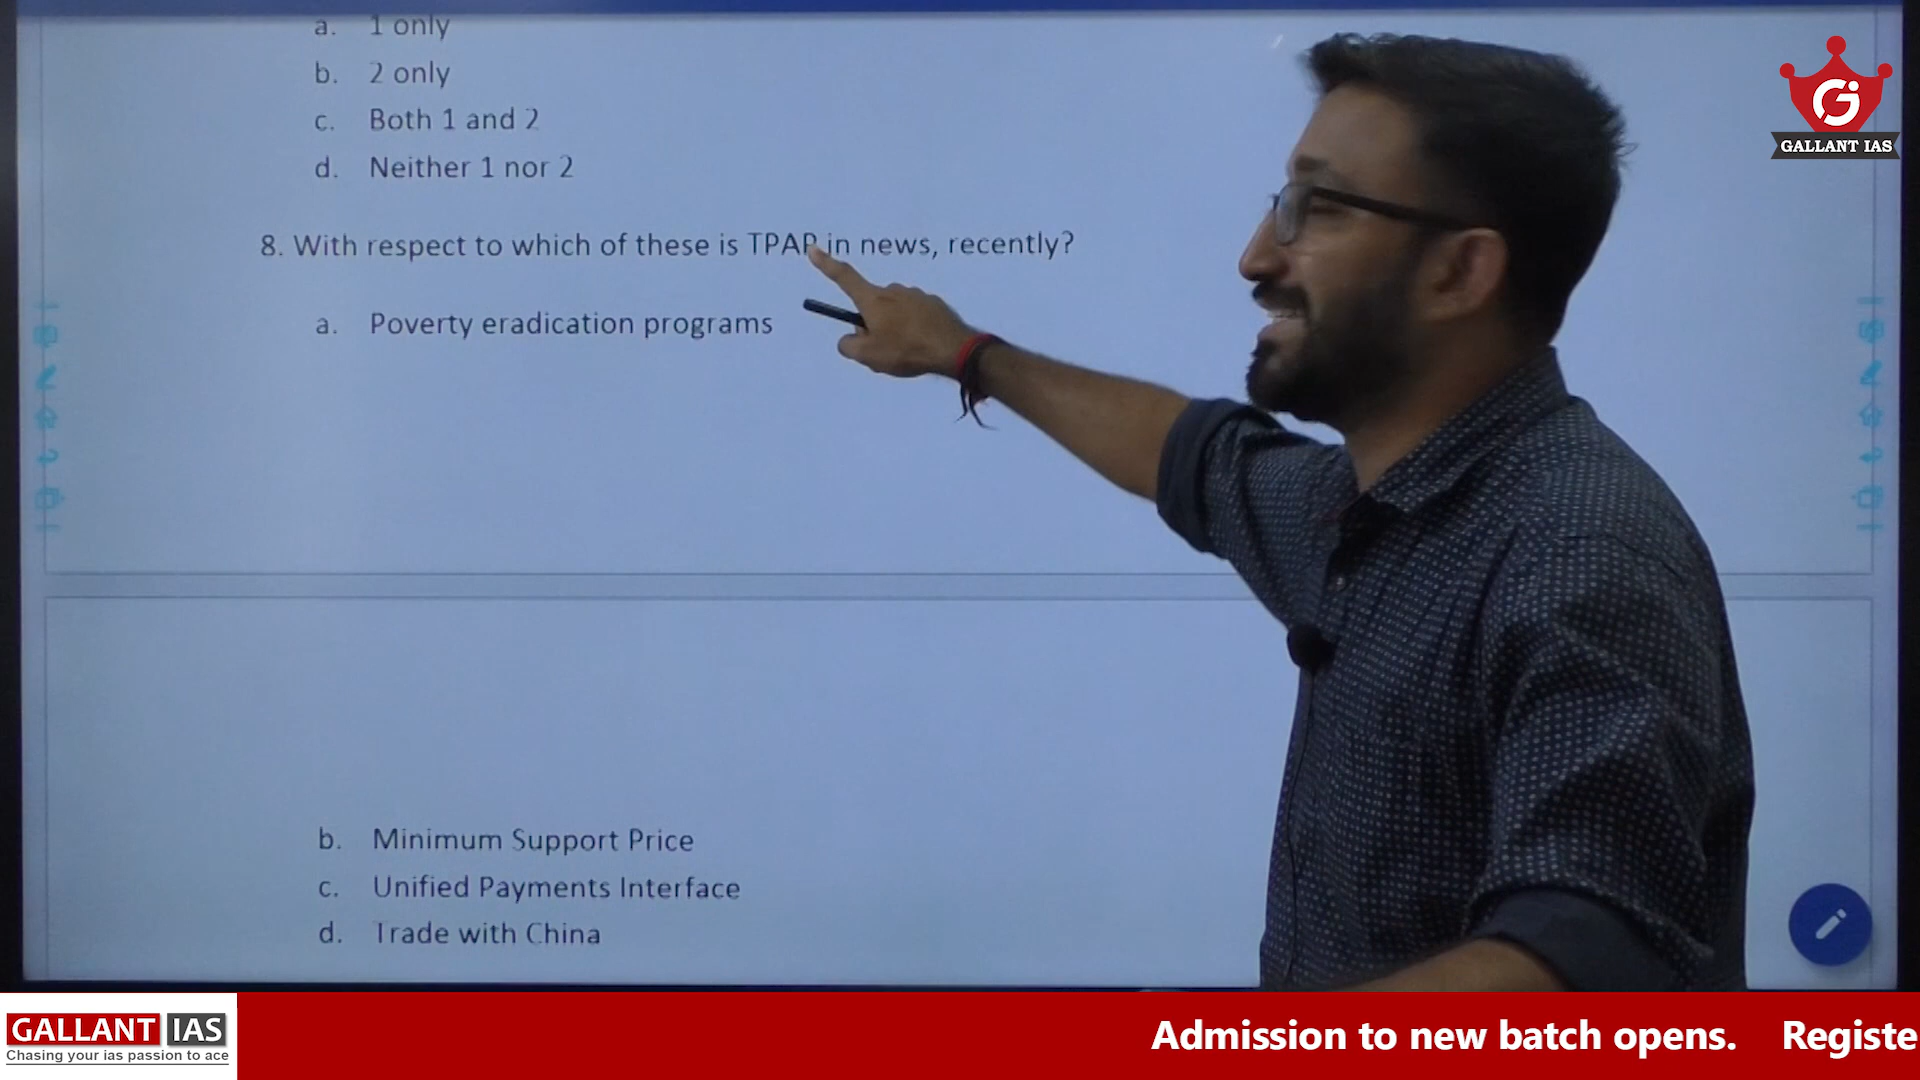 a. 1 only
b. 2 only
c. Both 1 and 2
d. Neither 1 nor 2
8. With respect to which of these is TPAP in news, recently?
a. Poverty eradication programs
b. Minimum Support Price
c. Unified Payments Interface
d. Trade with China
GALLANT IAS
GALLANT IAS
Chasing your ias passion to ace
Admission to new batch opens. Registe